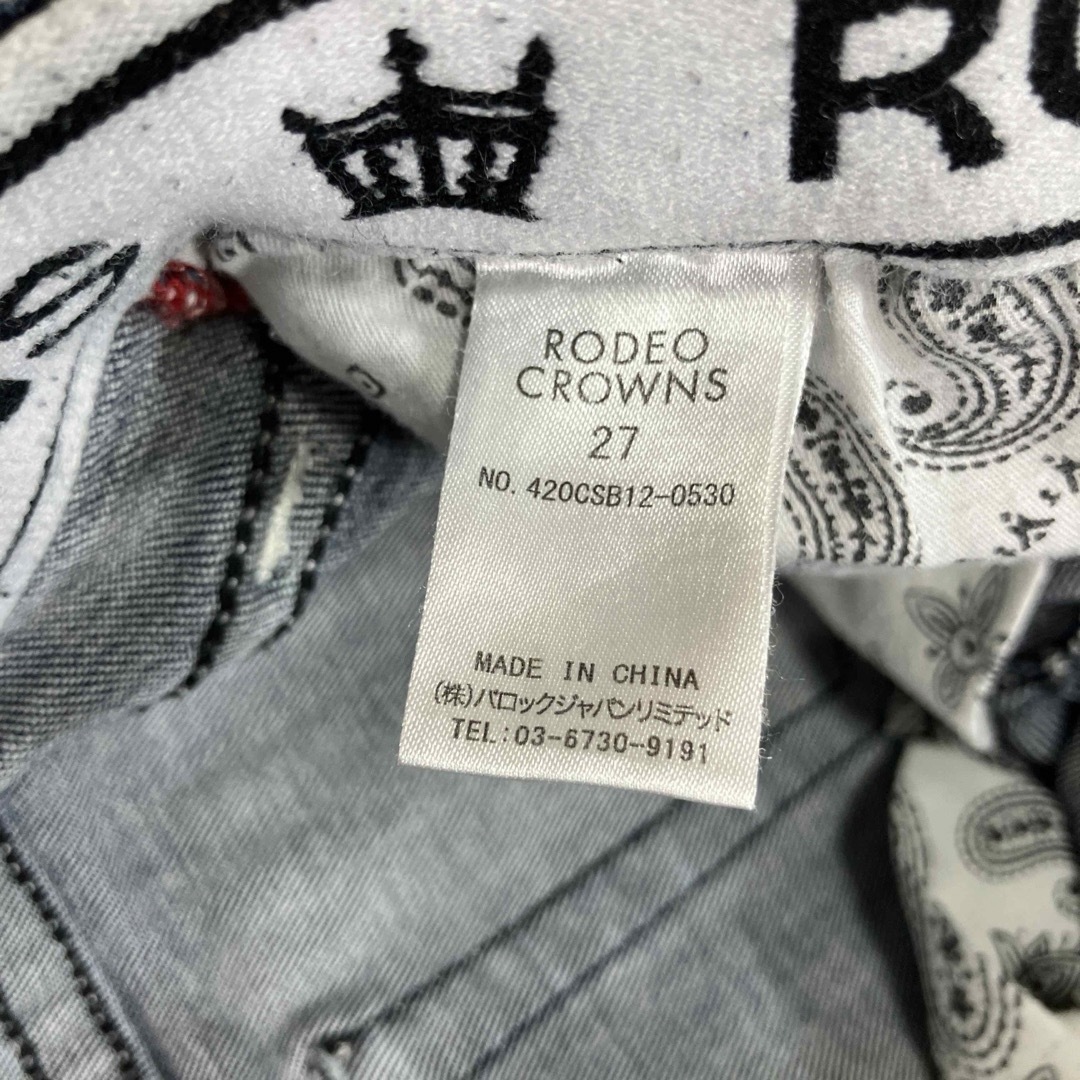 RO
RODEO
CROWNS
27
NO. 420CSB12-0530
MADE IN CHINA
(株)バロックジャパンリミテッド
TEL:03-6730-9191